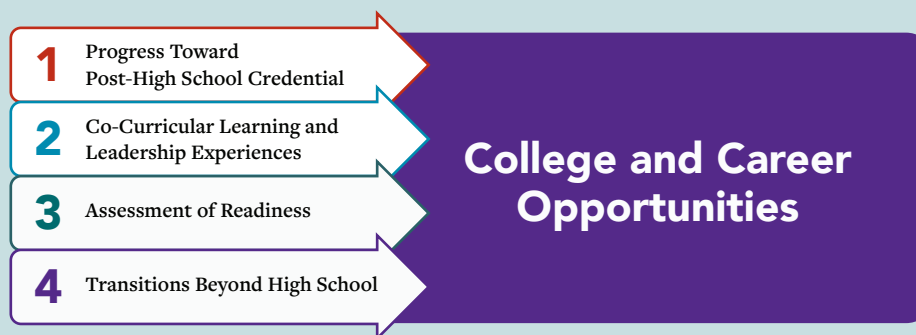 1
Progress Toward
Post-High School Credential
2
Co-Curricular Learning and
Leadership Experiences
3
Assessment of Readiness
4
Transitions Beyond High School
College and Career
Opportunities